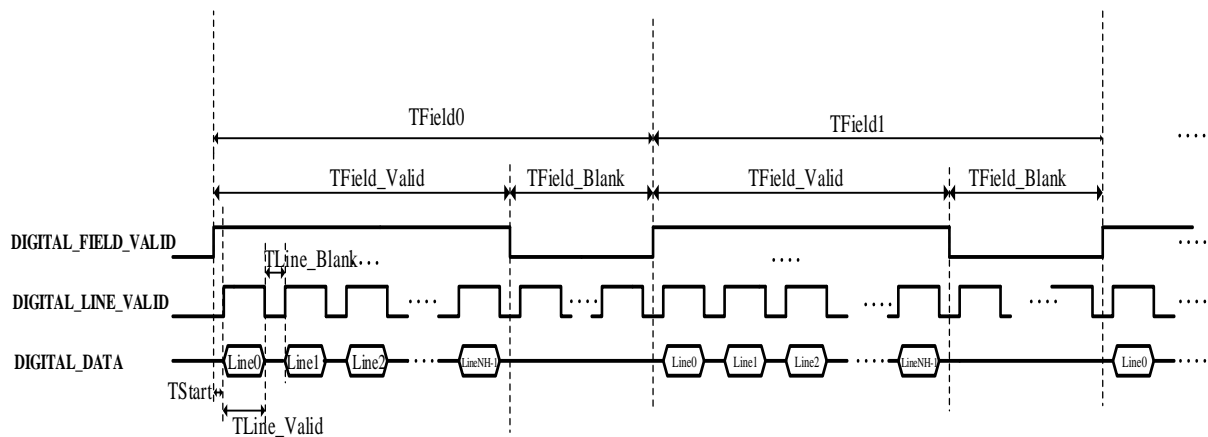 TField0
TField1
TField_Valid
TField_Blank
TField_Valid
TField_Blank
DIGITAL_FIELD_VALID
TLine_Blank
DIGITAL_LINE_VALID
DIGITAL_DATA
Line0
Line1
Line2
LineNH-1
Line0
Line1
Line2
LineNH-1
Line0
TStart
TLine_Valid